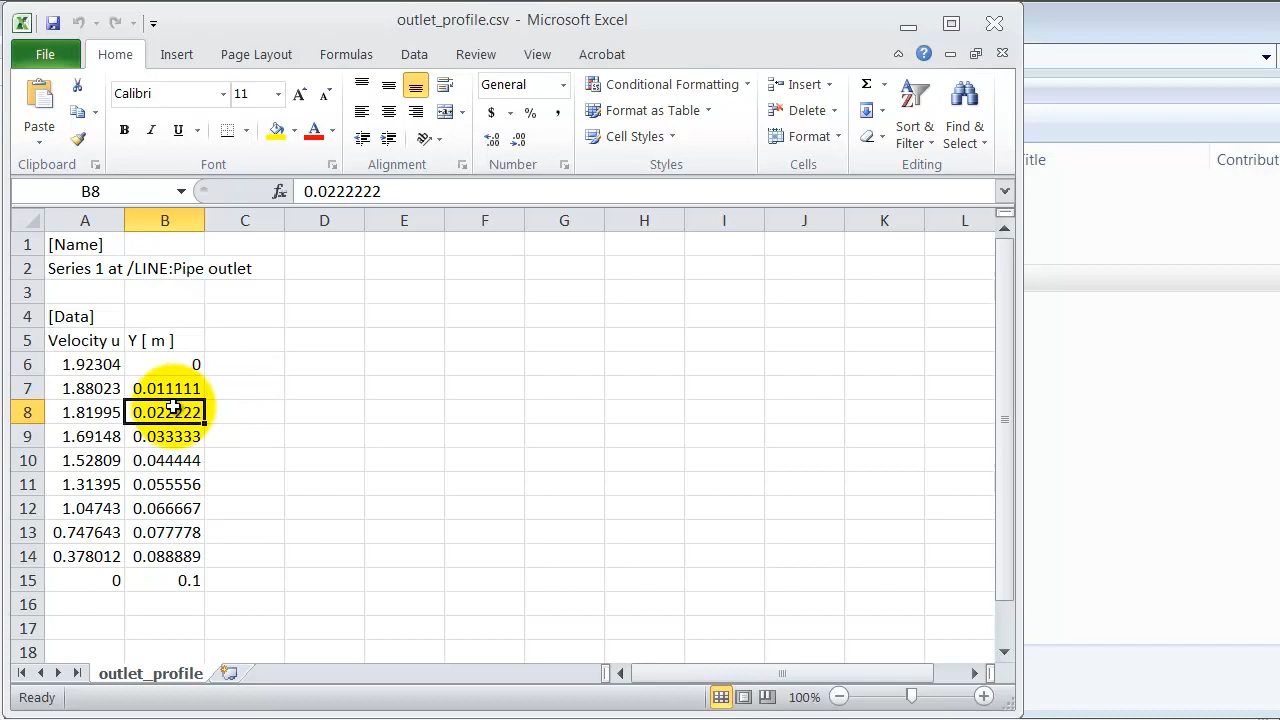 outlet_profile.csv - Microsoft Excel
File Home Insert Page Layout Formulas Data Review View Acrobat
Paste
Clipboard
Calibri 11
B I U
Font
Alignment
General
$ % ,
Number
Conditional Formatting
Format as Table
Cell Styles
Styles
Insert
Delete
Format
Cells
Sort & Filter
Find & Select
Editing
itle Contribut
B8 fx 0.0222222
A B C D E F G H I J K L
1 [Name]
2 Series 1 at /LINE:Pipe outlet
3
4 [Data]
5 Velocity u Y [ m ]
6 1.92304 0
7 1.88023 0.011111
8 1.81995 0.022222
9 1.69148 0.033333
10 1.52809 0.044444
11 1.31395 0.055556
12 1.04743 0.066667
13 0.747643 0.077778
14 0.378012 0.088889
15 0 0.1
16
17
18
outlet_profile
Ready 100%